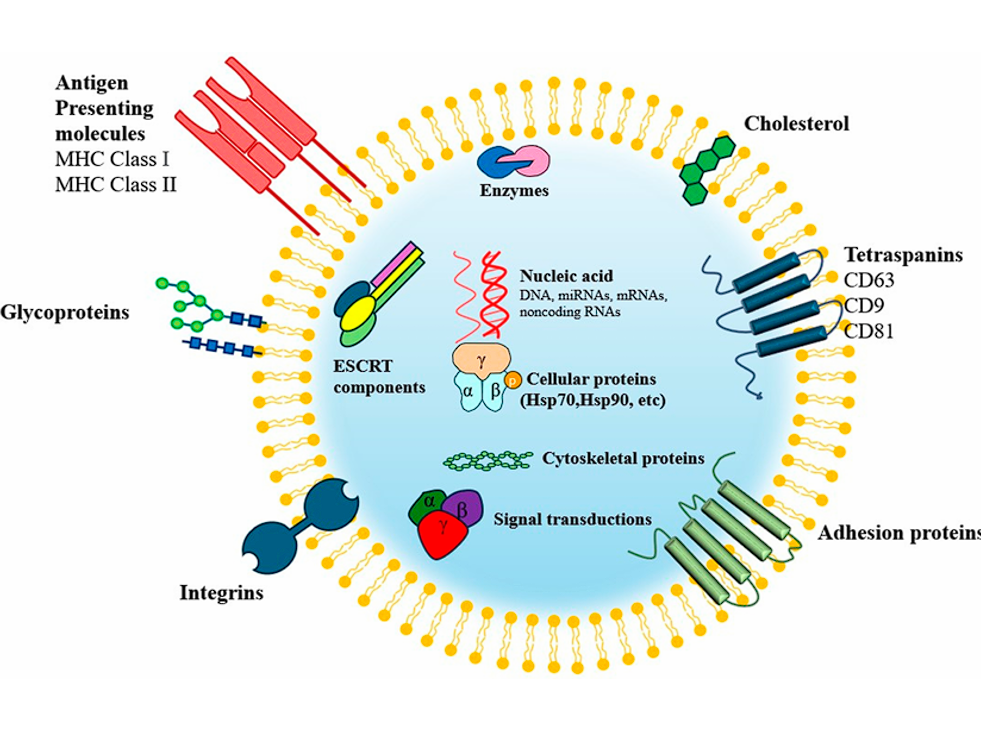 Antigen
Presenting
molecules
MHC Class I
MHC Class II
Cholesterol
Enzymes
Tetraspanins
CD63
CD9
CD81
Nucleic acid
DNA, miRNAs, mRNAs,
noncoding RNAs
Glycoproteins
ESCRT
components
γ
α β p
Cellular proteins
(Hsp70,Hsp90, etc)
Cytoskeletal proteins
α β
γ
Signal transductions
Adhesion proteins
Integrins